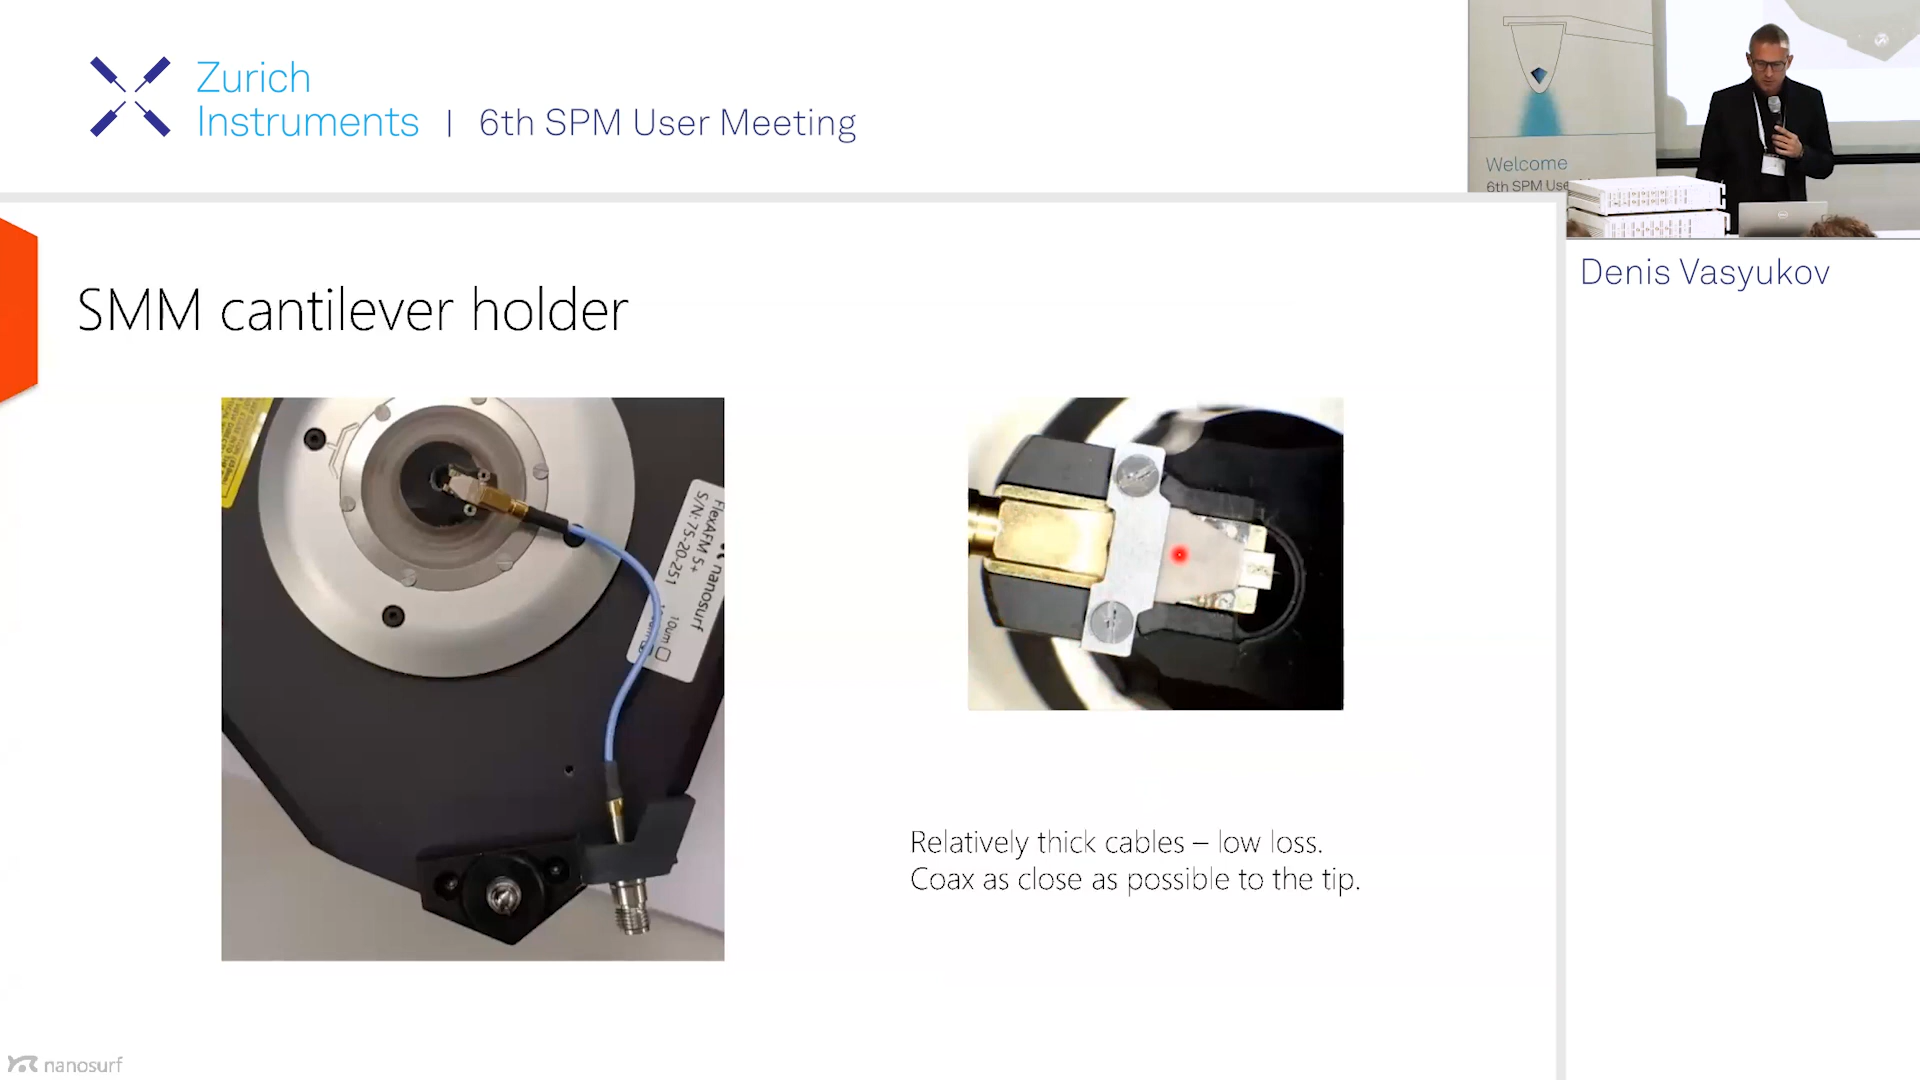 Zurich
Instruments | 6th SPM User Meeting
Welcome
6th SPM Use
Denis Vasyukov
SMM cantilever holder
nanosurf
FlexAFM 5+
S/N: 75-20-251
10um
Relatively thick cables – low loss.
Coax as close as possible to the tip.
nanosurf